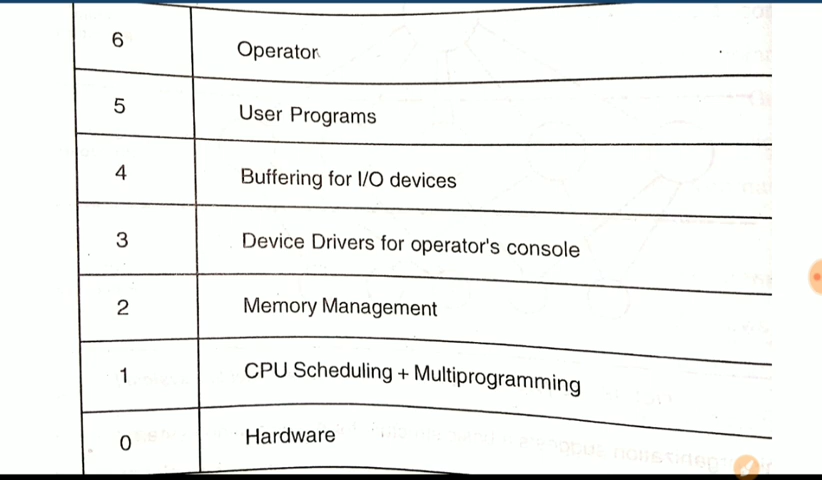 6 Operator
5 User Programs
4 Buffering for I/O devices
3 Device Drivers for operator's console
2 Memory Management
1 CPU Scheduling + Multiprogramming
0 Hardware